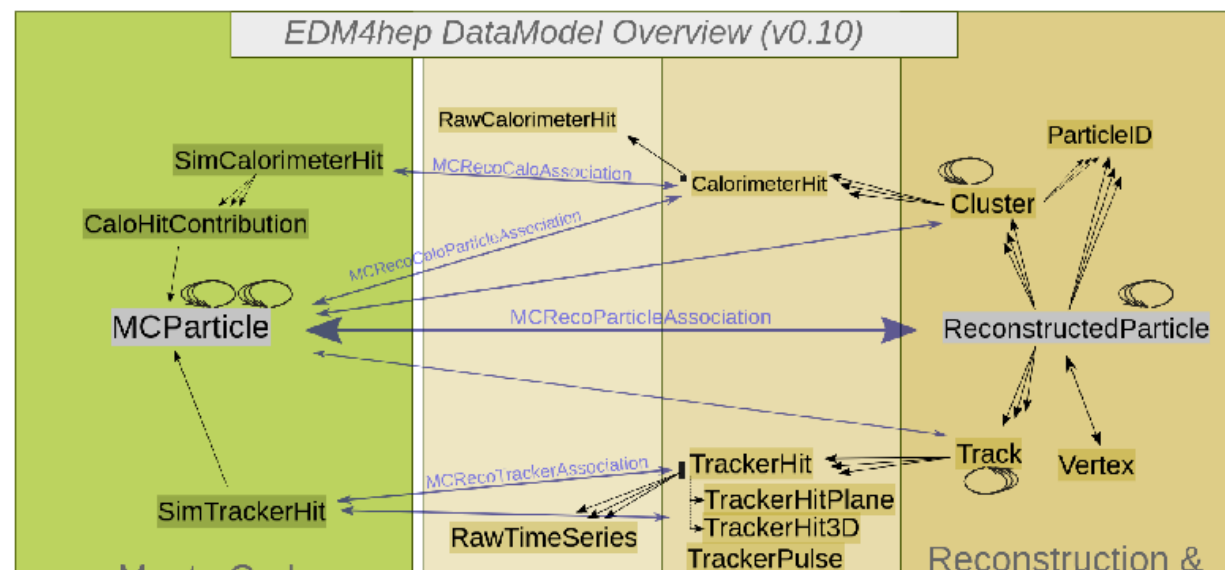 EDM4hep DataModel Overview (v0.10)
RawCalorimeterHit
ParticleID
SimCalorimeterHit
MCRecoCaloAssociation
CalorimeterHit
Cluster
CaloHitContribution
MCRecoCaloParticleAssociation
MCParticle
MCRecoParticleAssociation
ReconstructedParticle
Track
Vertex
MCRecoTrackerAssociation
TrackerHit
TrackerHitPlane
SimTrackerHit
TrackerHit3D
RawTimeSeries
TrackerPulse
Reconstruction &